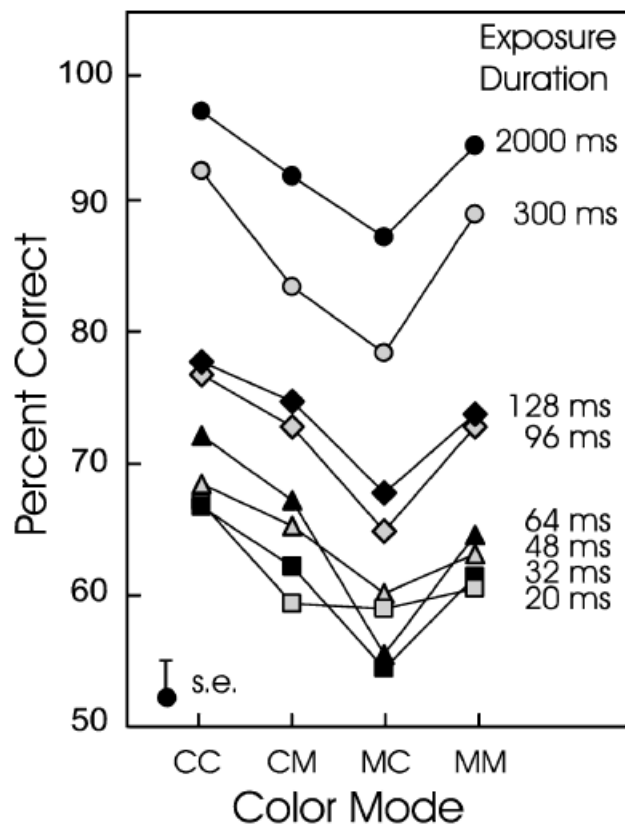 Exposure
Duration
100
90
80
70
60
50
Percent Correct
2000 ms
300 ms
128 ms
96 ms
64 ms
48 ms
32 ms
20 ms
s.e.
CC CM MC MM
Color Mode